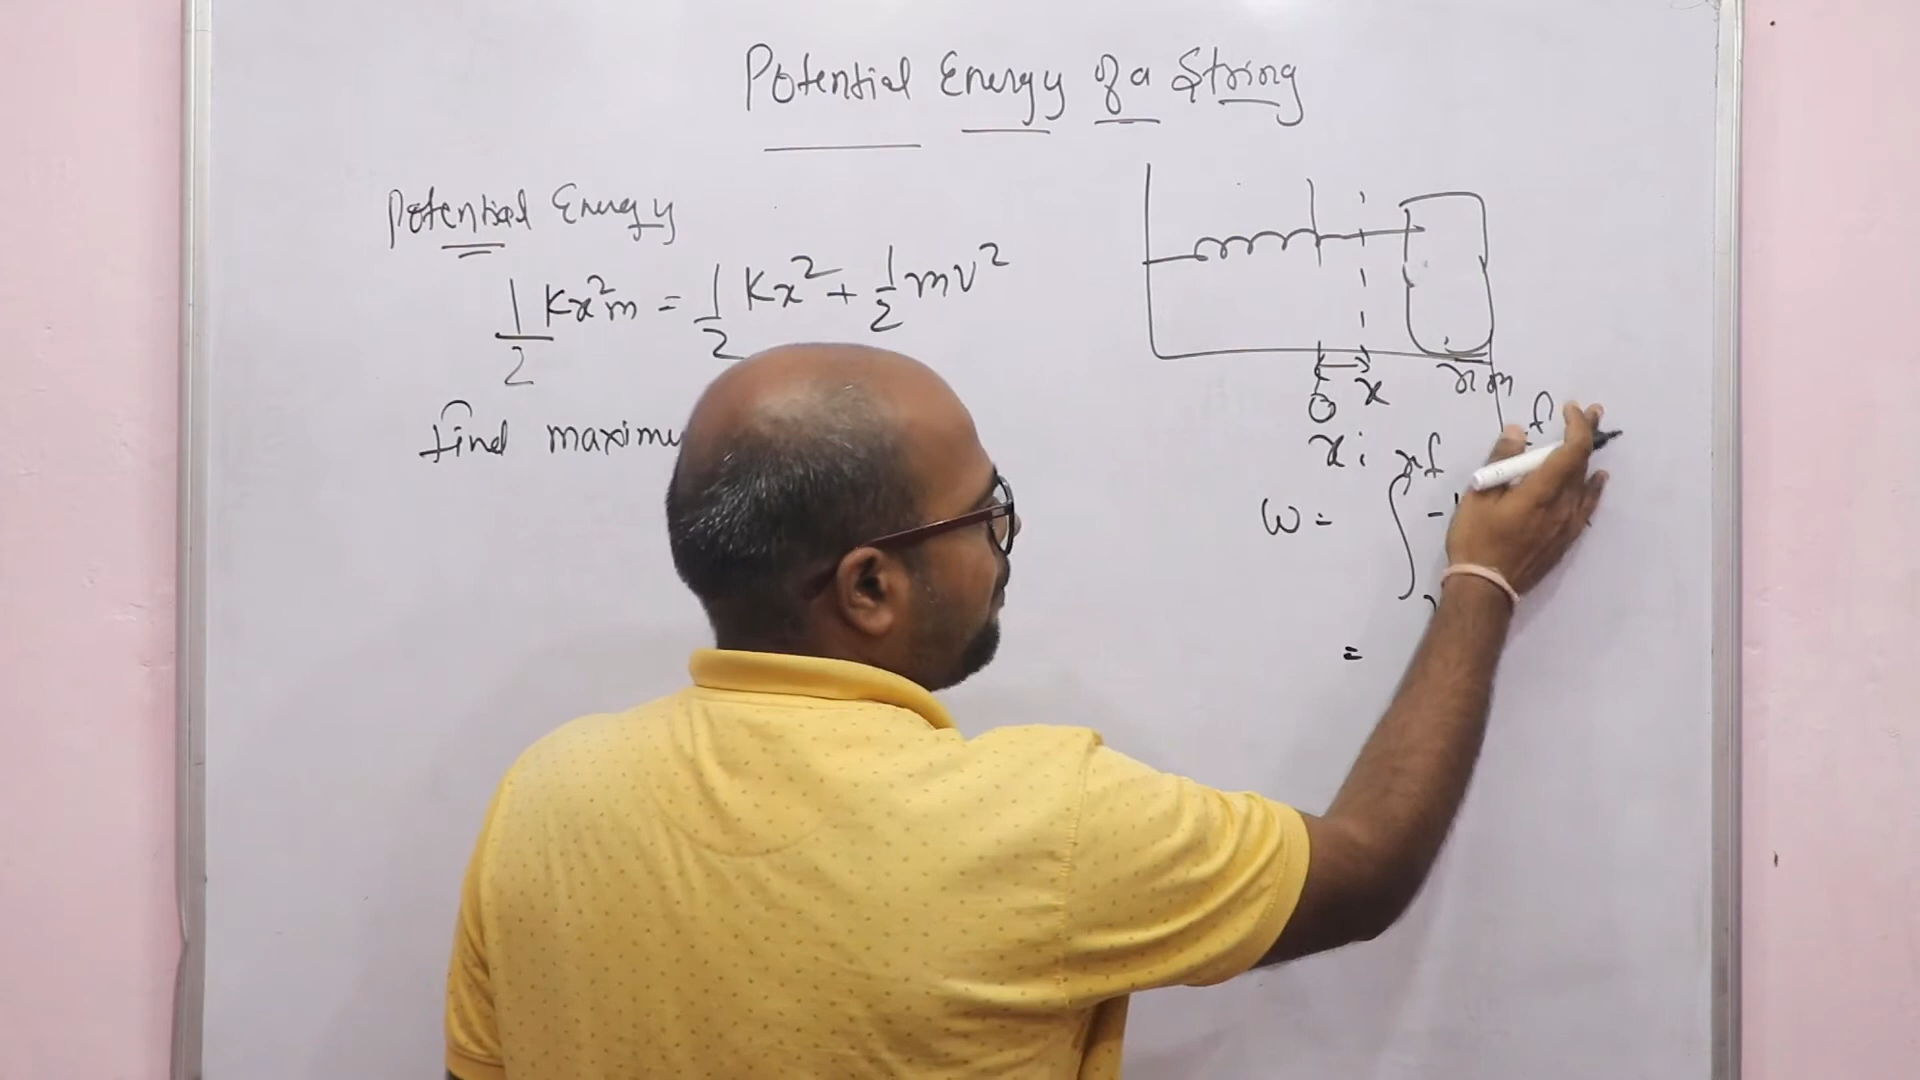 Potential Energy of a String
Potential Energy
1/2 Kx²m = 1/2 Kx² + 1/2 mv²
find
O x xm
xi
xf
W = ∫ -
=